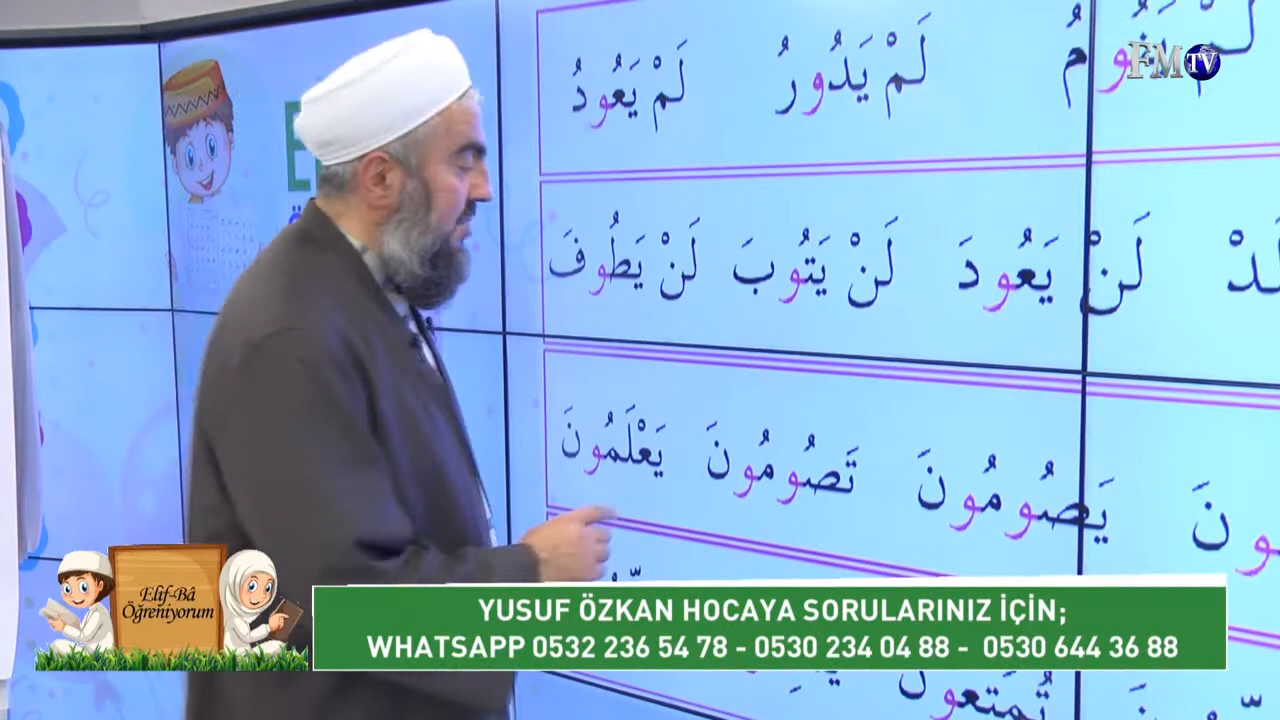 FM TV
لَمْ يَدُورُ لَمْ يَعُودُ
لَنْ يَعُودَ لَنْ يَتُوبَ لَنْ يَطُوفَ
يَصُومُونَ تَصُومُونَ يَعْلَمُونَ
Elif-Bâ
Öğreniyorum
YUSUF ÖZKAN HOCAYA SORULARINIZ İÇİN;
WHATSAPP 0532 236 54 78 - 0530 234 04 88 - 0530 644 36 88